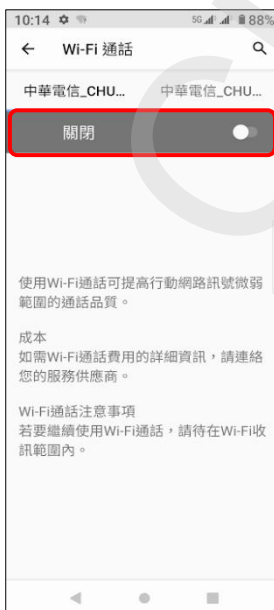 10:14 5G 88%
Wi-Fi 通話
中華電信_CHU... 中華電信_CHU...
關閉
使用Wi-Fi通話可提高行動網路訊號微弱
範圍的通話品質。
成本
如需Wi-Fi通話費用的詳細資訊，請連絡
您的服務供應商。
Wi-Fi通話注意事項
若要繼續使用Wi-Fi通話，請待在Wi-Fi收
訊範圍內。